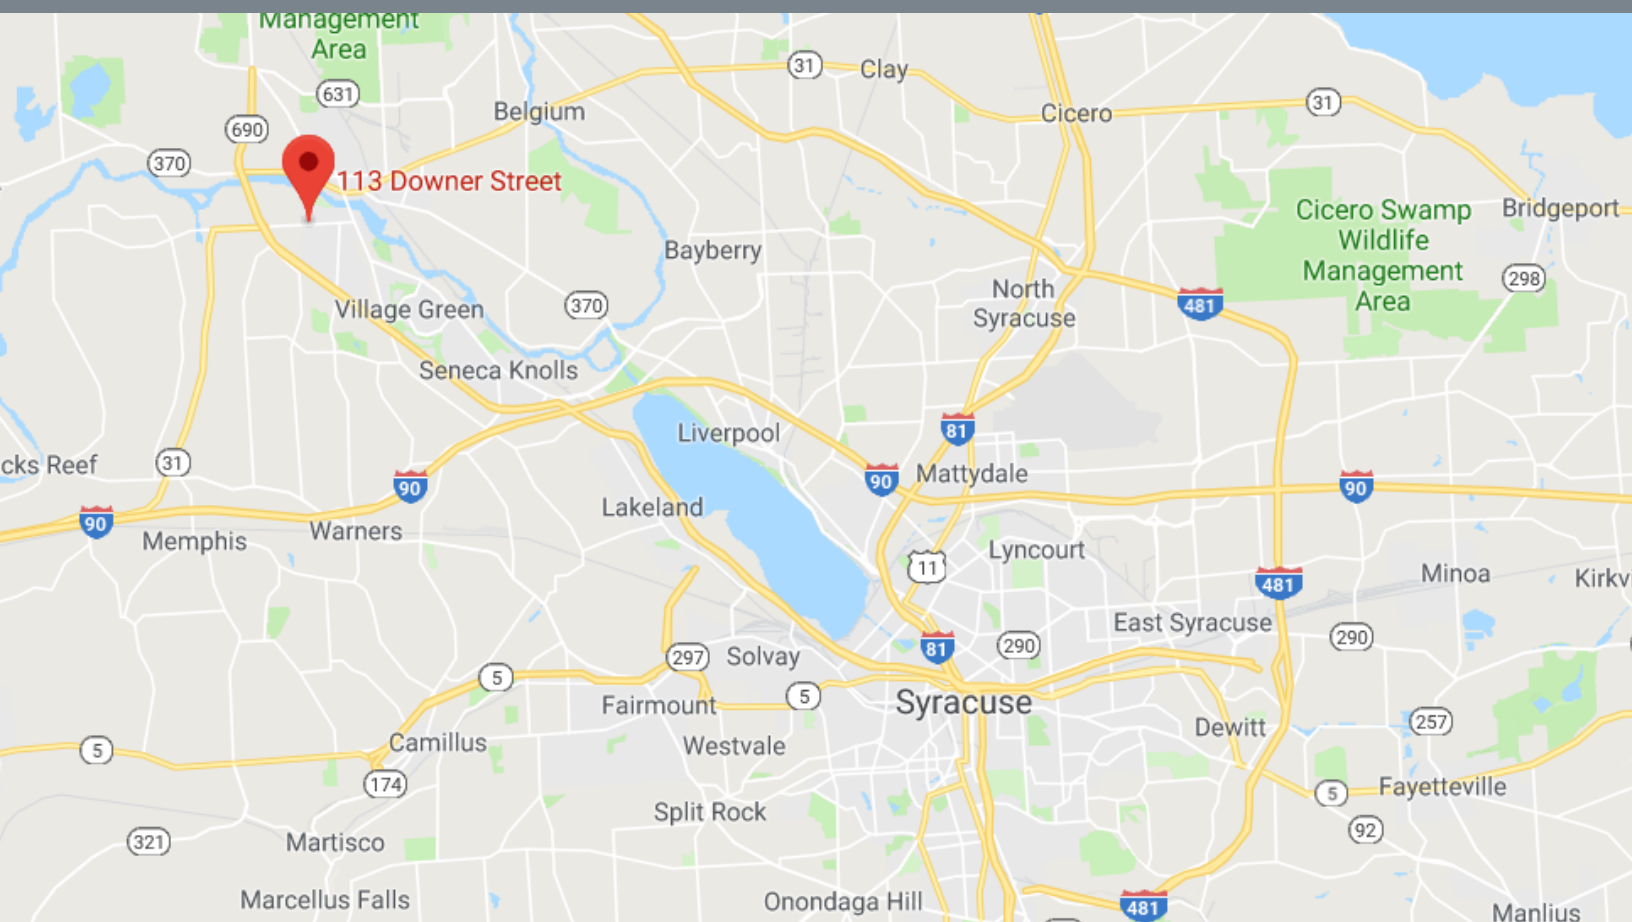 Management
Area
31
Clay
631
Belgium
Cicero
31
690
370
113 Downer Street
Cicero Swamp
Wildlife
Management
Area
Bridgeport
Bayberry
298
North
Syracuse
481
Village Green
370
Seneca Knolls
81
Liverpool
cks Reef
31
90
90
Mattydale
90
90
Lakeland
Memphis
Warners
Lyncourt
11
Minoa
Kirkv
481
East Syracuse
290
290
81
297
Solvay
5
5
Fairmount
Syracuse
257
Dewitt
5
Camillus
Westvale
174
5
Fayetteville
Split Rock
92
321
Martisco
Marcellus Falls
Onondaga Hill
481
Manlius